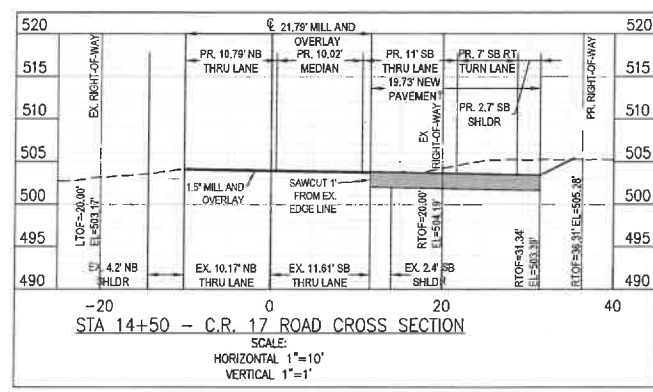 ℄
21.79' MILL AND
OVERLAY
520
515
510
505
500
495
490
520
515
510
505
500
495
490
EX. RIGHT-OF-WAY
PR. 10.79' NB
THRU LANE
PR. 10.02'
MEDIAN
PR. 11' SB
THRU LANE
PR. 7' SB RT
TURN LANE
19.73' NEW
PAVEMENT
PR. 2.7' SB
SHLDR
EX.
RIGHT-OF-WAY
PR. RIGHT-OF-WAY
1.5" MILL AND
OVERLAY
SAWCUT 1'
FROM EX.
EDGE LINE
LTOF=-20.00'
EL=503.17'
RTOF=20.00'
EL=504.19'
RTOF=31.34'
EL=503.39'
RTOF=36.31'
EL=505.28'
EX. 4.2' NB
SHLDR
EX. 10.17' NB
THRU LANE
EX. 11.61' SB
THRU LANE
EX. 2.4' SB
SHLDR
-20
0
20
40
STA 14+50 - C.R. 17 ROAD CROSS SECTION
SCALE:
HORIZONTAL 1"=10'
VERTICAL 1"=1'